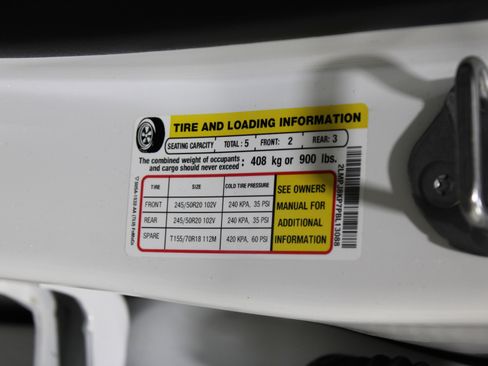 TIRE AND LOADING INFORMATION
SEATING CAPACITY TOTAL: 5 FRONT: 2 REAR: 3
The combined weight of occupants
and cargo should never exceed: 408 kg or 900 lbs.
TIRE SIZE COLD TIRE PRESSURE
FRONT 245/50R20 102V 240 KPA, 35 PSI
REAR 245/50R20 102V 240 KPA, 35 PSI
SPARE T155/70R18 112M 420 KPA, 60 PSI
SEE OWNERS
MANUAL FOR
ADDITIONAL
INFORMATION